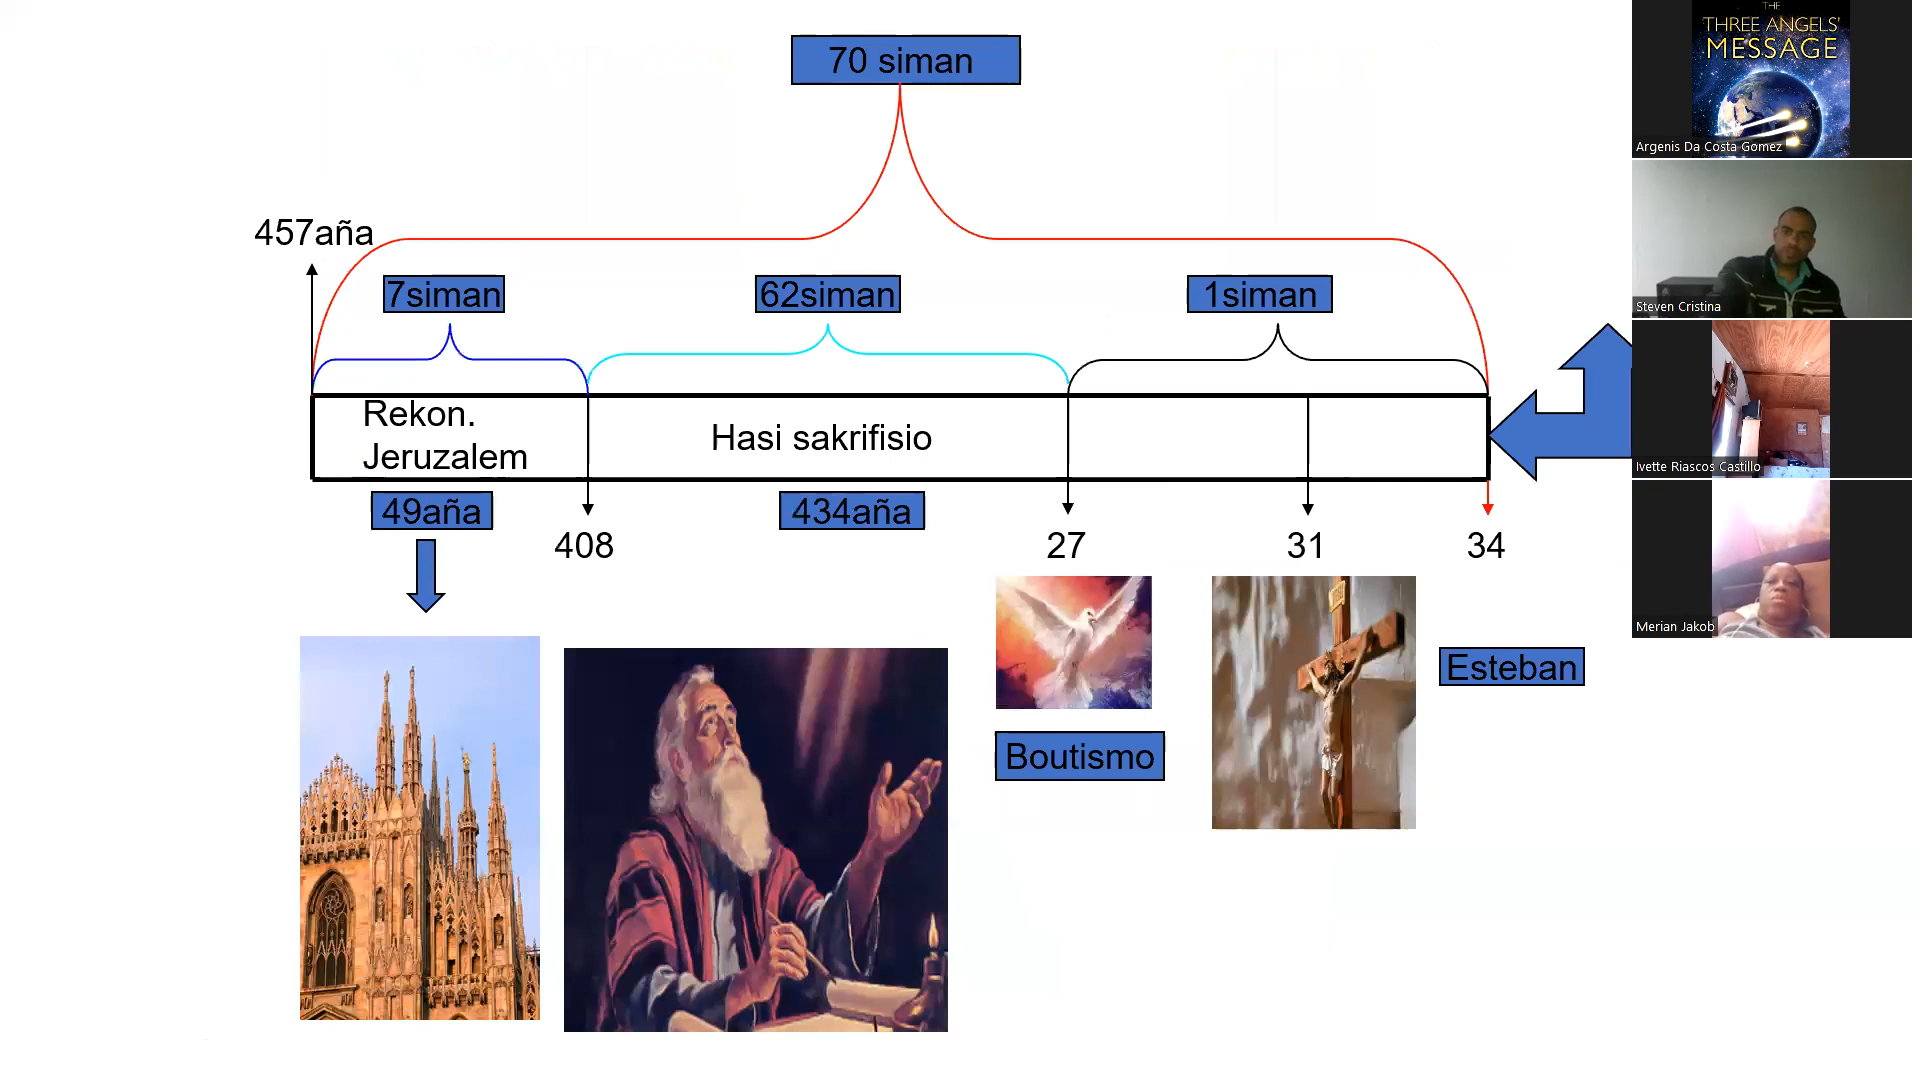 70 siman
457aña
7siman
62siman
1siman
Rekon.
Jeruzalem
Hasi sakrifisio
49aña
434aña
408
27
31
34
Boutismo
Esteban
THE
THREE ANGELS'
MESSAGE
Argenis Da Costa Gomez
Steven Cristina
Ivette Riascos Castillo
Merian Jakob